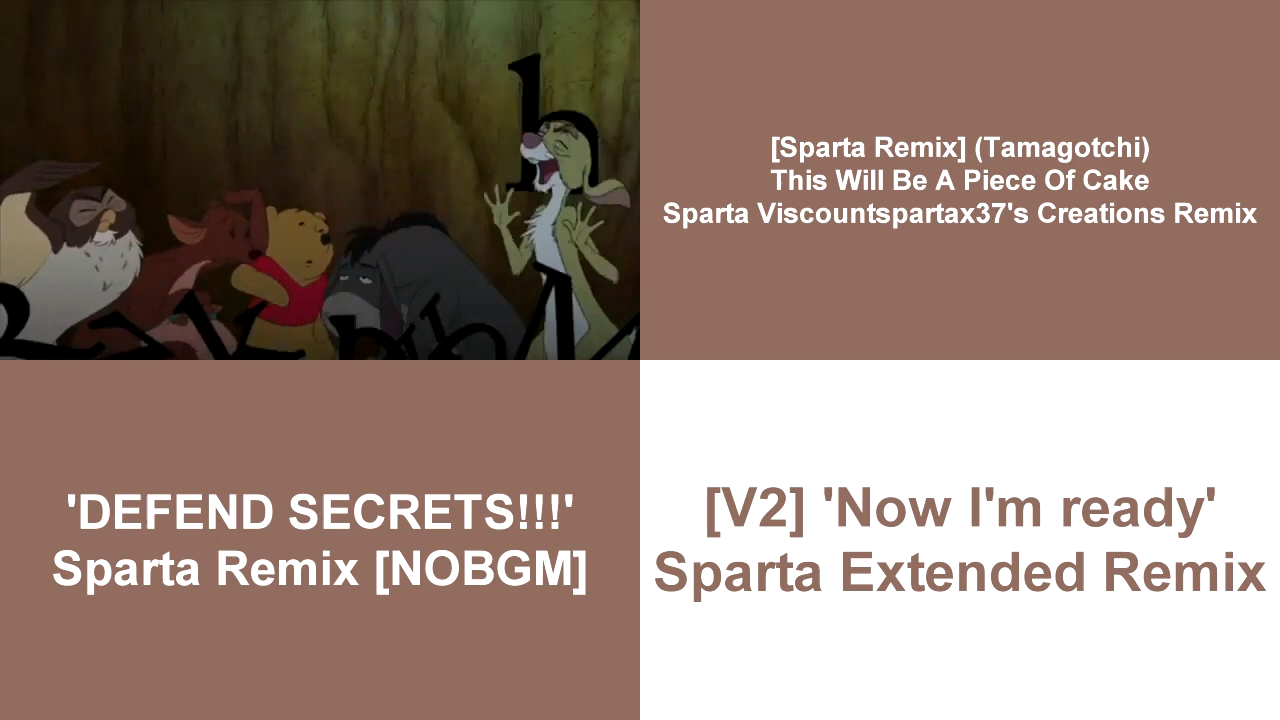 [Sparta Remix] (Tamagotchi)
This Will Be A Piece Of Cake
Sparta Viscountspartax37's Creations Remix
'DEFEND SECRETS!!!'
Sparta Remix [NOBGM]
[V2] 'Now I'm ready'
Sparta Extended Remix